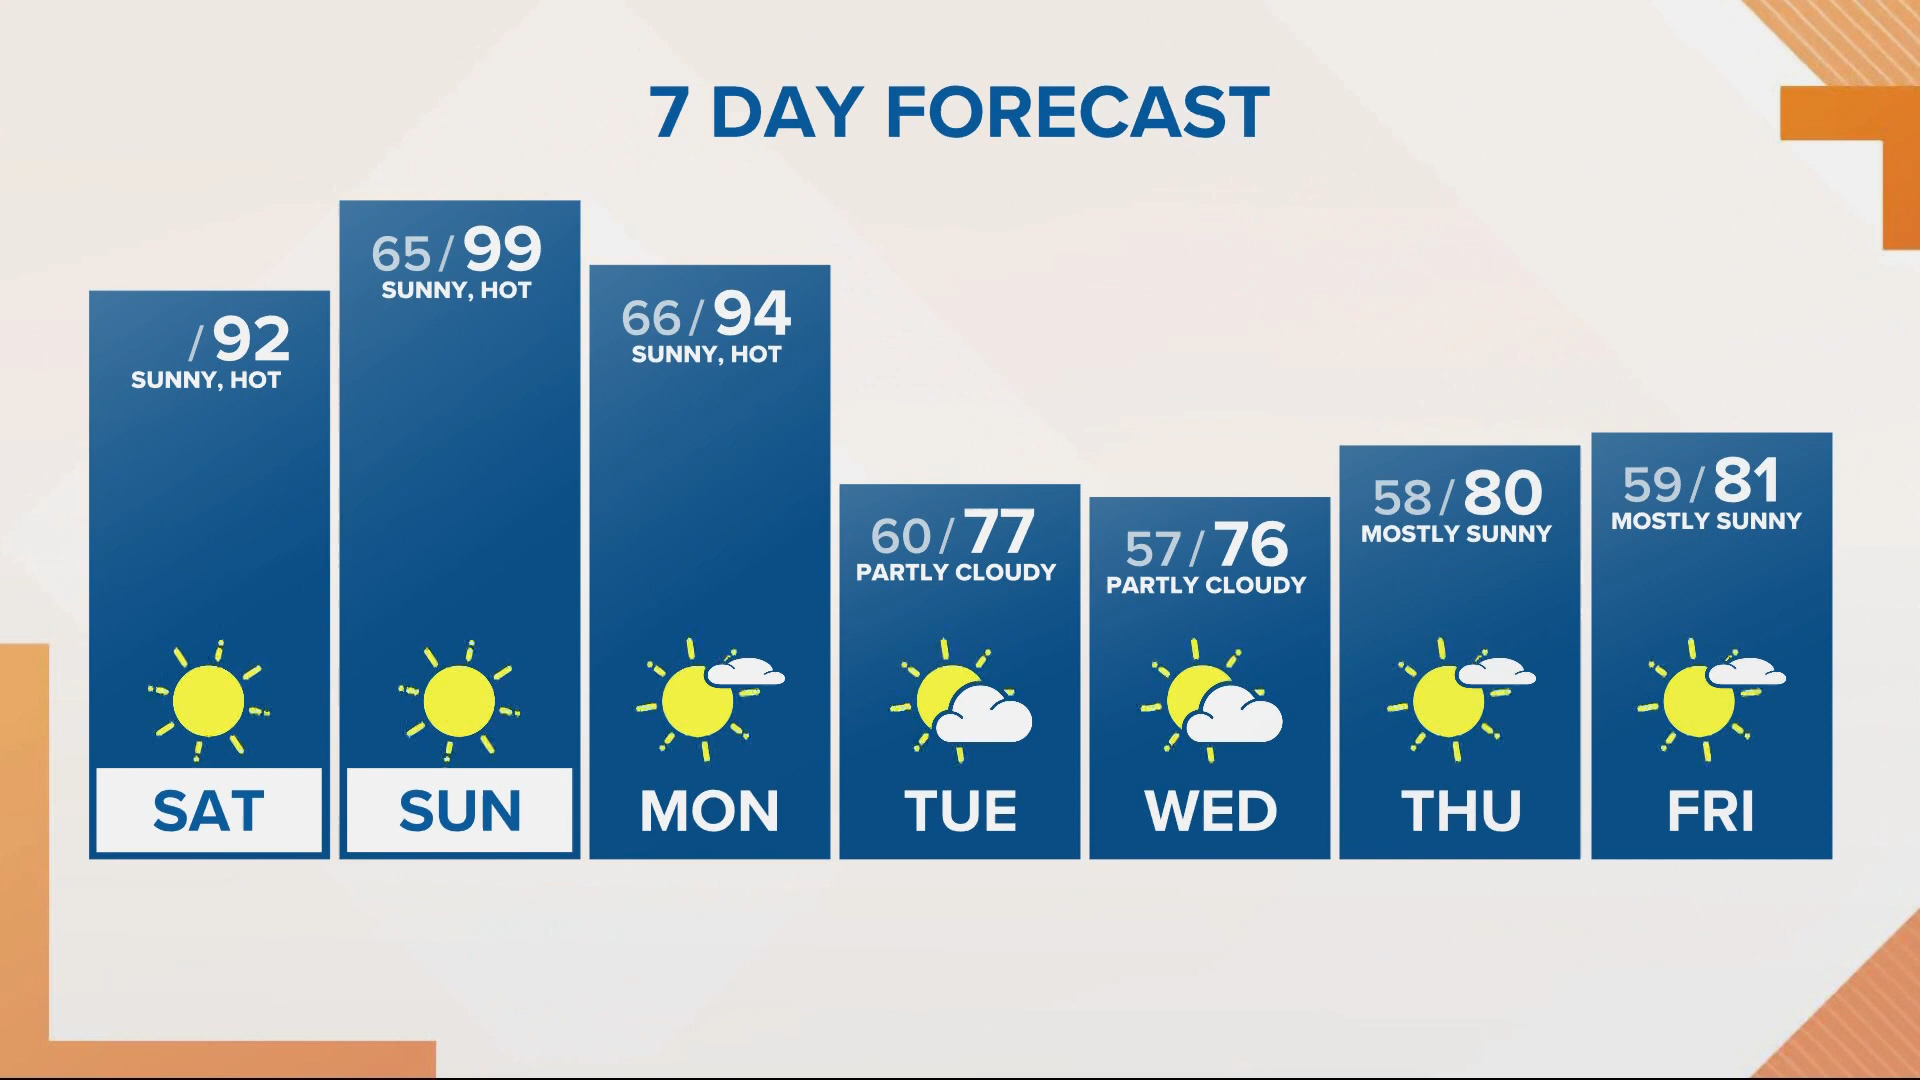 7 DAY FORECAST
/ 92
SUNNY, HOT
SAT
65 / 99
SUNNY, HOT
SUN
66 / 94
SUNNY, HOT
MON
60 / 77
PARTLY CLOUDY
TUE
57 / 76
PARTLY CLOUDY
WED
58 / 80
MOSTLY SUNNY
THU
59 / 81
MOSTLY SUNNY
FRI